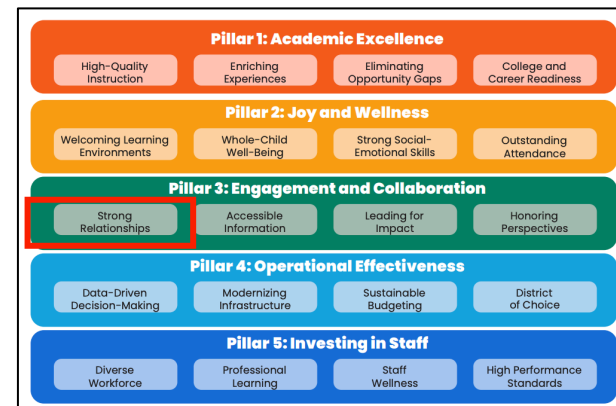 Pillar 1: Academic Excellence
High-Quality
Instruction
Enriching
Experiences
Eliminating
Opportunity Gaps
College and
Career Readiness
Pillar 2: Joy and Wellness
Welcoming Learning
Environments
Whole-Child
Well-Being
Strong Social-
Emotional Skills
Outstanding
Attendance
Pillar 3: Engagement and Collaboration
Strong
Relationships
Accessible
Information
Leading for
Impact
Honoring
Perspectives
Pillar 4: Operational Effectiveness
Data-Driven
Decision-Making
Modernizing
Infrastructure
Sustainable
Budgeting
District
of Choice
Pillar 5: Investing in Staff
Diverse
Workforce
Professional
Learning
Staff
Wellness
High Performance
Standards